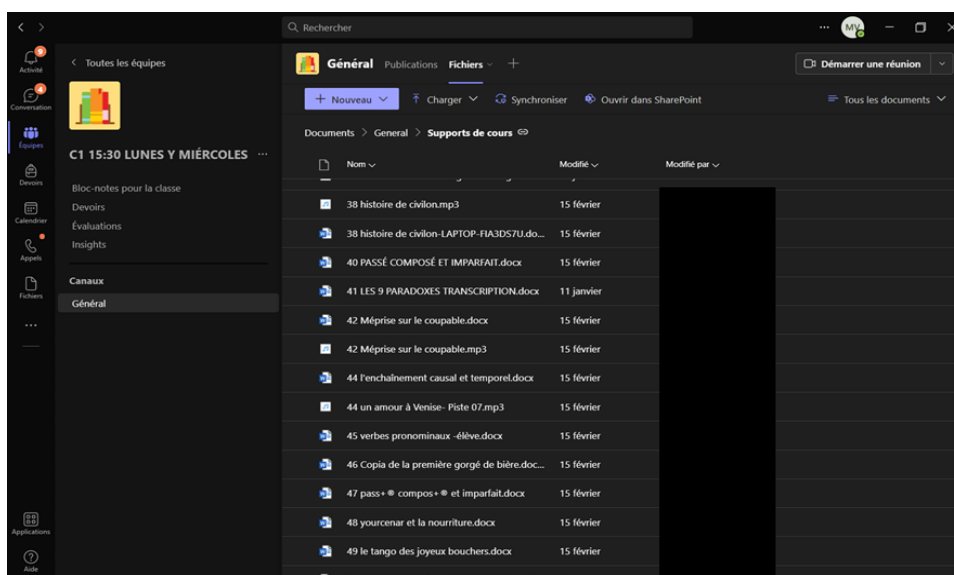 Rechercher
MV
9
Activité
4
Conversation
Équipes
Devoirs
Calendrier
Appels
Fichiers
Applications
Aide
Toutes les équipes
C1 15:30 LUNES Y MIÉRCOLES ...
Bloc-notes pour la classe
Devoirs
Évaluations
Insights
Canaux
Général
Général Publications Fichiers
Démarrer une réunion
Nouveau Charger Synchroniser Ouvrir dans SharePoint Tous les documents
Documents > General > Supports de cours
Nom Modifié Modifié par
38 histoire de civilon.mp3 15 février
38 histoire de civilon-LAPTOP-FIA3DS7U.do... 15 février
40 PASSÉ COMPOSÉ ET IMPARFAIT.docx 15 février
41 LES 9 PARADOXES TRANSCRIPTION.docx 11 janvier
42 Méprise sur le coupable.docx 15 février
42 Méprise sur le coupable.mp3 15 février
44 l'enchaînement causal et temporel.docx 15 février
44 un amour à Venise- Piste 07.mp3 15 février
45 verbes pronominaux -élève.docx 15 février
46 Copia de la première gorgé de bière.doc... 15 février
47 pass+® compos+® et imparfait.docx 15 février
48 yourcenar et la nourriture.docx 15 février
49 le tango des joyeux bouchers.docx 15 février